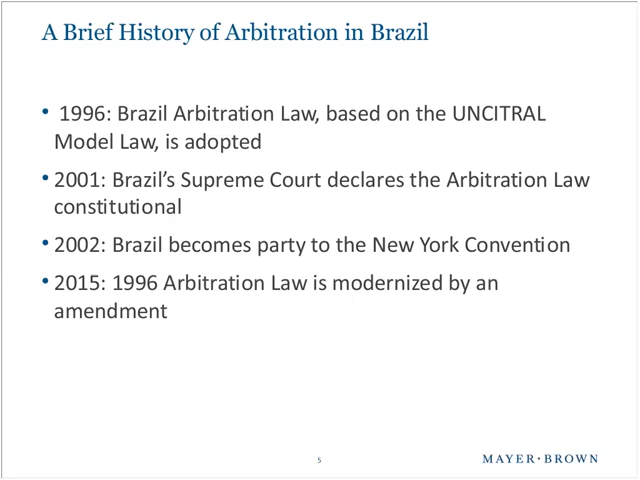 A Brief History of Arbitration in Brazil
• 1996: Brazil Arbitration Law, based on the UNCITRAL
Model Law, is adopted
• 2001: Brazil’s Supreme Court declares the Arbitration Law
constitutional
• 2002: Brazil becomes party to the New York Convention
• 2015: 1996 Arbitration Law is modernized by an
amendment
5
MAYER•BROWN